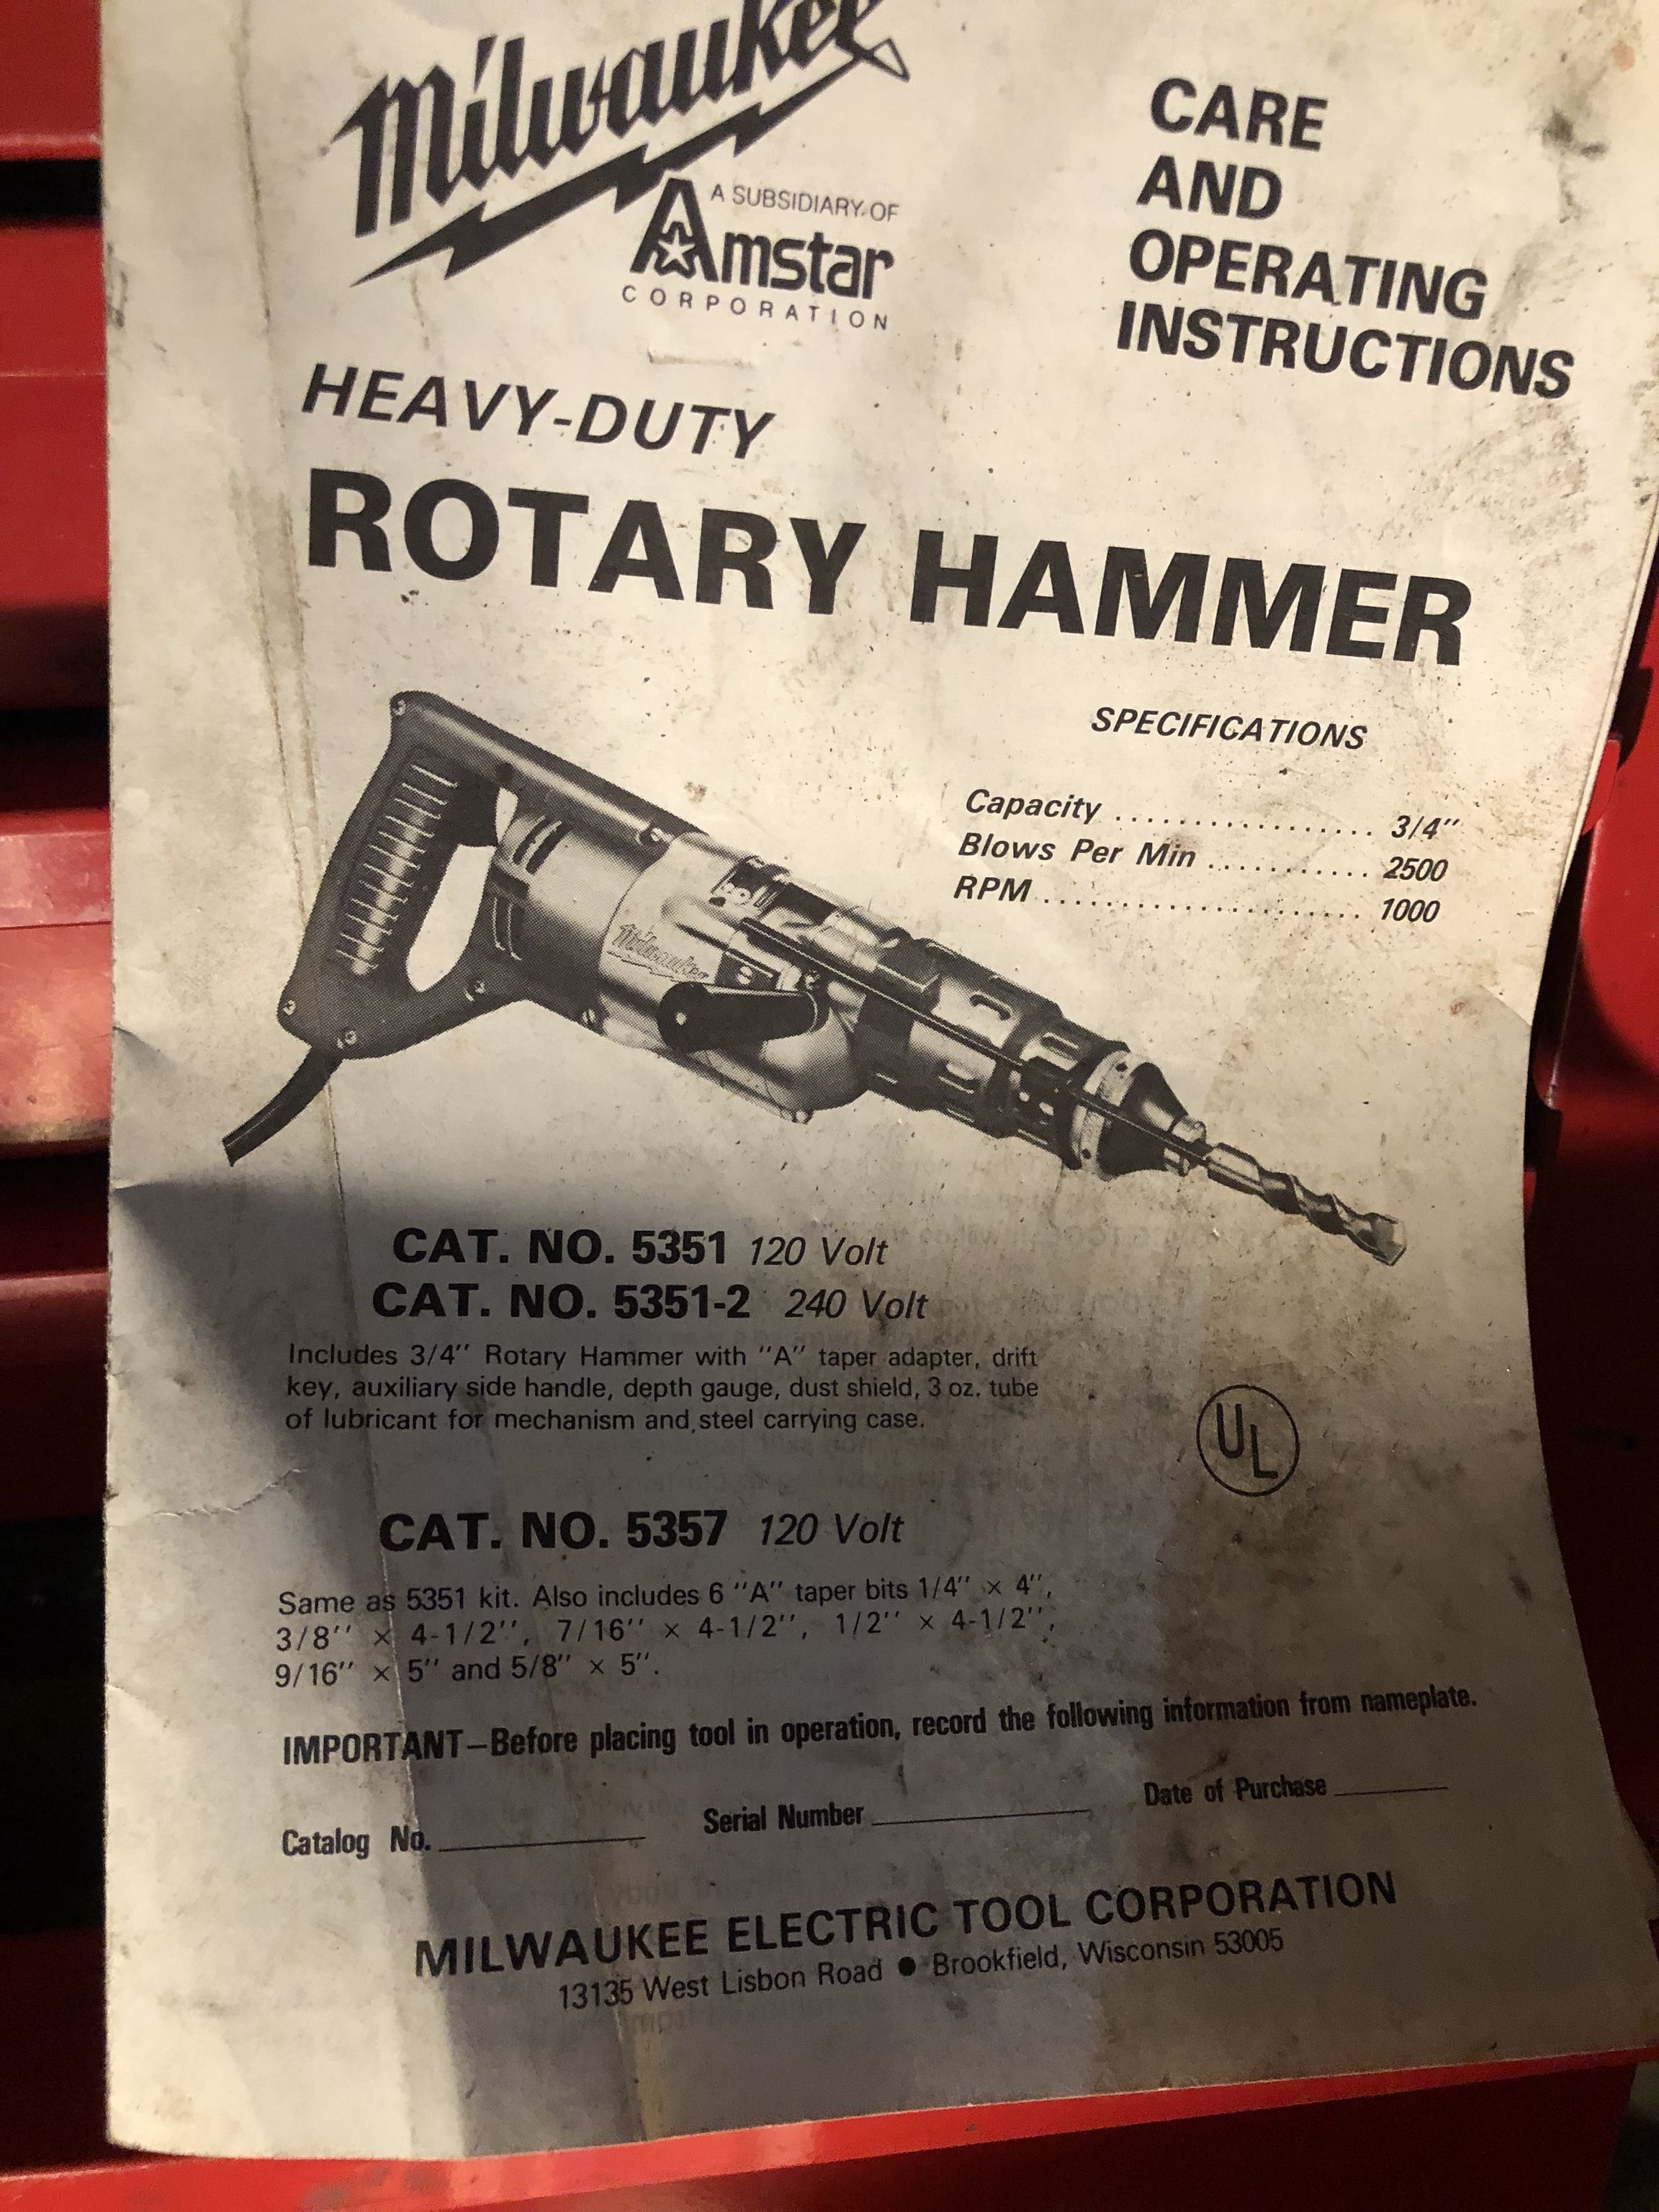 Milwaukee
A SUBSIDIARY OF
Amstar
CORPORATION
CARE
AND
OPERATING
INSTRUCTIONS
HEAVY-DUTY
ROTARY HAMMER
SPECIFICATIONS
Capacity ................. 3/4"
Blows Per Min ........... 2500
RPM ..................... 1000
Milwaukee
CAT. NO. 5351 120 Volt
CAT. NO. 5351-2 240 Volt
Includes 3/4" Rotary Hammer with "A" taper adapter, drift
key, auxiliary side handle, depth gauge, dust shield, 3 oz. tube
of lubricant for mechanism and steel carrying case.
UL
CAT. NO. 5357 120 Volt
Same as 5351 kit. Also includes 6 "A" taper bits 1/4" × 4",
3/8" × 4-1/2", 7/16" × 4-1/2", 1/2" × 4-1/2",
9/16" × 5" and 5/8" × 5".
IMPORTANT–Before placing tool in operation, record the following information from nameplate.
Catalog No.__________ Serial Number__________ Date of Purchase__________
MILWAUKEE ELECTRIC TOOL CORPORATION
13135 West Lisbon Road ● Brookfield, Wisconsin 53005